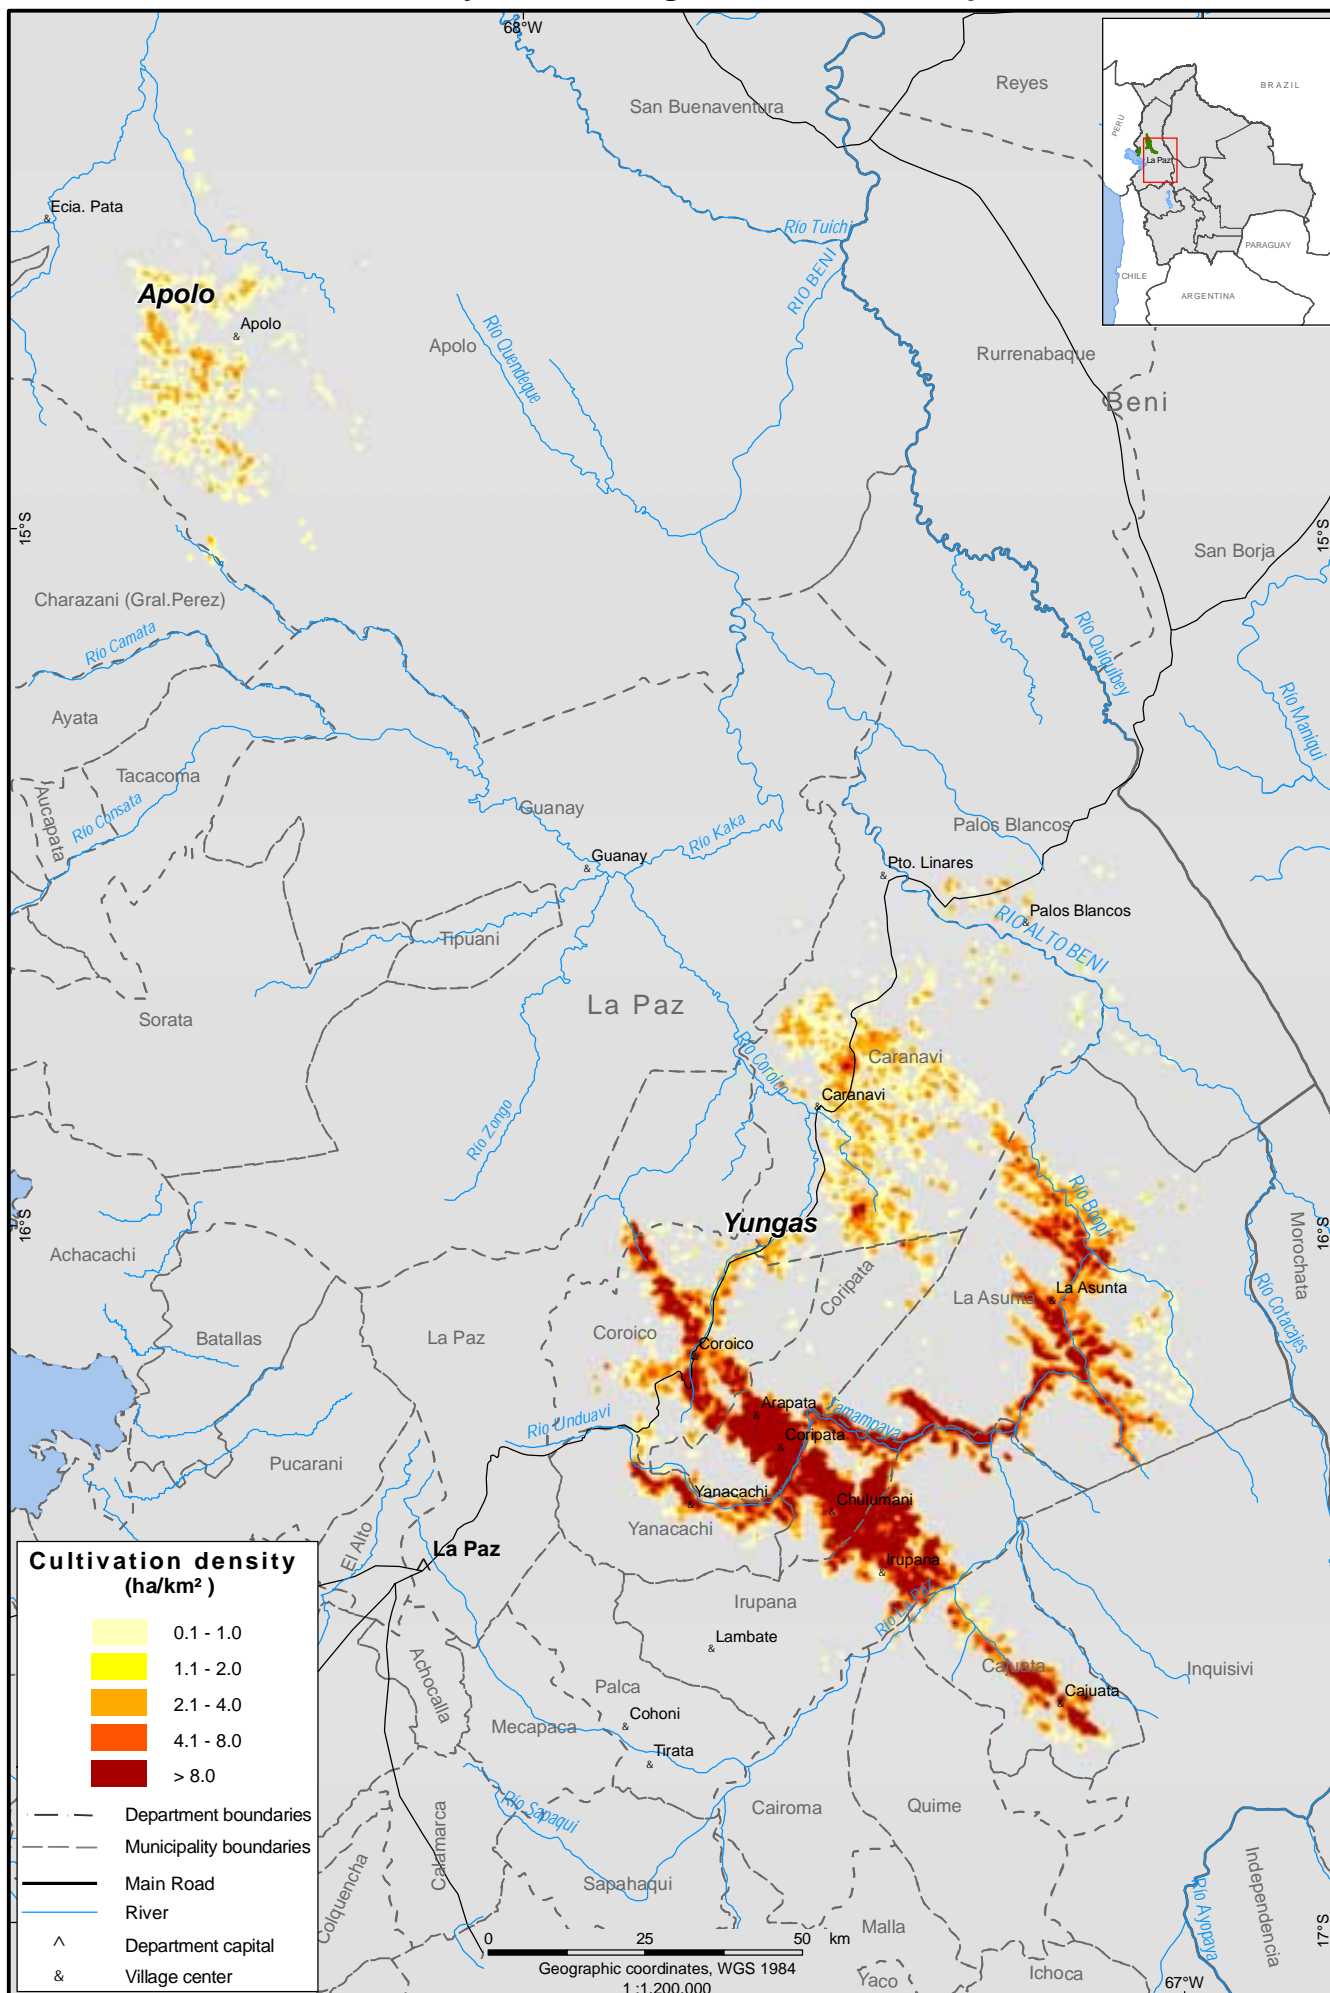 68°W
Reyes
San Buenaventura
BRAZIL
PERU
La Paz
PARAGUAY
CHILE
ARGENTINA
Ecia. Pata
Río Tuichi
RIO BENI
Apolo
Apolo
Apolo
Río Quendeque
Rurrenabaque
Beni
15°S
15°S
San Borja
Charazani (Gral.Perez)
Río Camata
Río Quiquibey
Río Maniqui
Ayata
Tacacoma
Aucapata
Río Consata
Guanay
Río Kaka
Palos Blancos
Guanay
Pto. Linares
Palos Blancos
RIO ALTO BENI
Tipuani
La Paz
Sorata
Río Coroico
Caranavi
Caranavi
Río Zongo
Río Boopi
16°S
Yungas
16°S
Morochata
Achacachi
Coripata
La Asunta
La Asunta
Río Cotacajes
Batallas
La Paz
Coroico
Coroico
Arapata
Tamampaya
Río Unduavi
Coripata
Pucarani
Yanacachi
Chulumani
Yanacachi
El Alto
La Paz
Irupana
Irupana
Río La Paz
Lambate
Cajuata
Inquisivi
Achocalla
Palca
Cajuata
Mecapaca
Cohoni
Tirata
Río Sapaqui
Cairoma
Quime
Calamarca
Colquencha
Sapahaqui
Malla
Independencia
Río Ayopaya
17°S
Yaco
Ichoca
67°W
Cultivation density
(ha/km² )
0.1 - 1.0
1.1 - 2.0
2.1 - 4.0
4.1 - 8.0
> 8.0
Department boundaries
Municipality boundaries
Main Road
River
^ Department capital
& Village center
0 25 50 km
Geographic coordinates, WGS 1984
1 :1,200,000